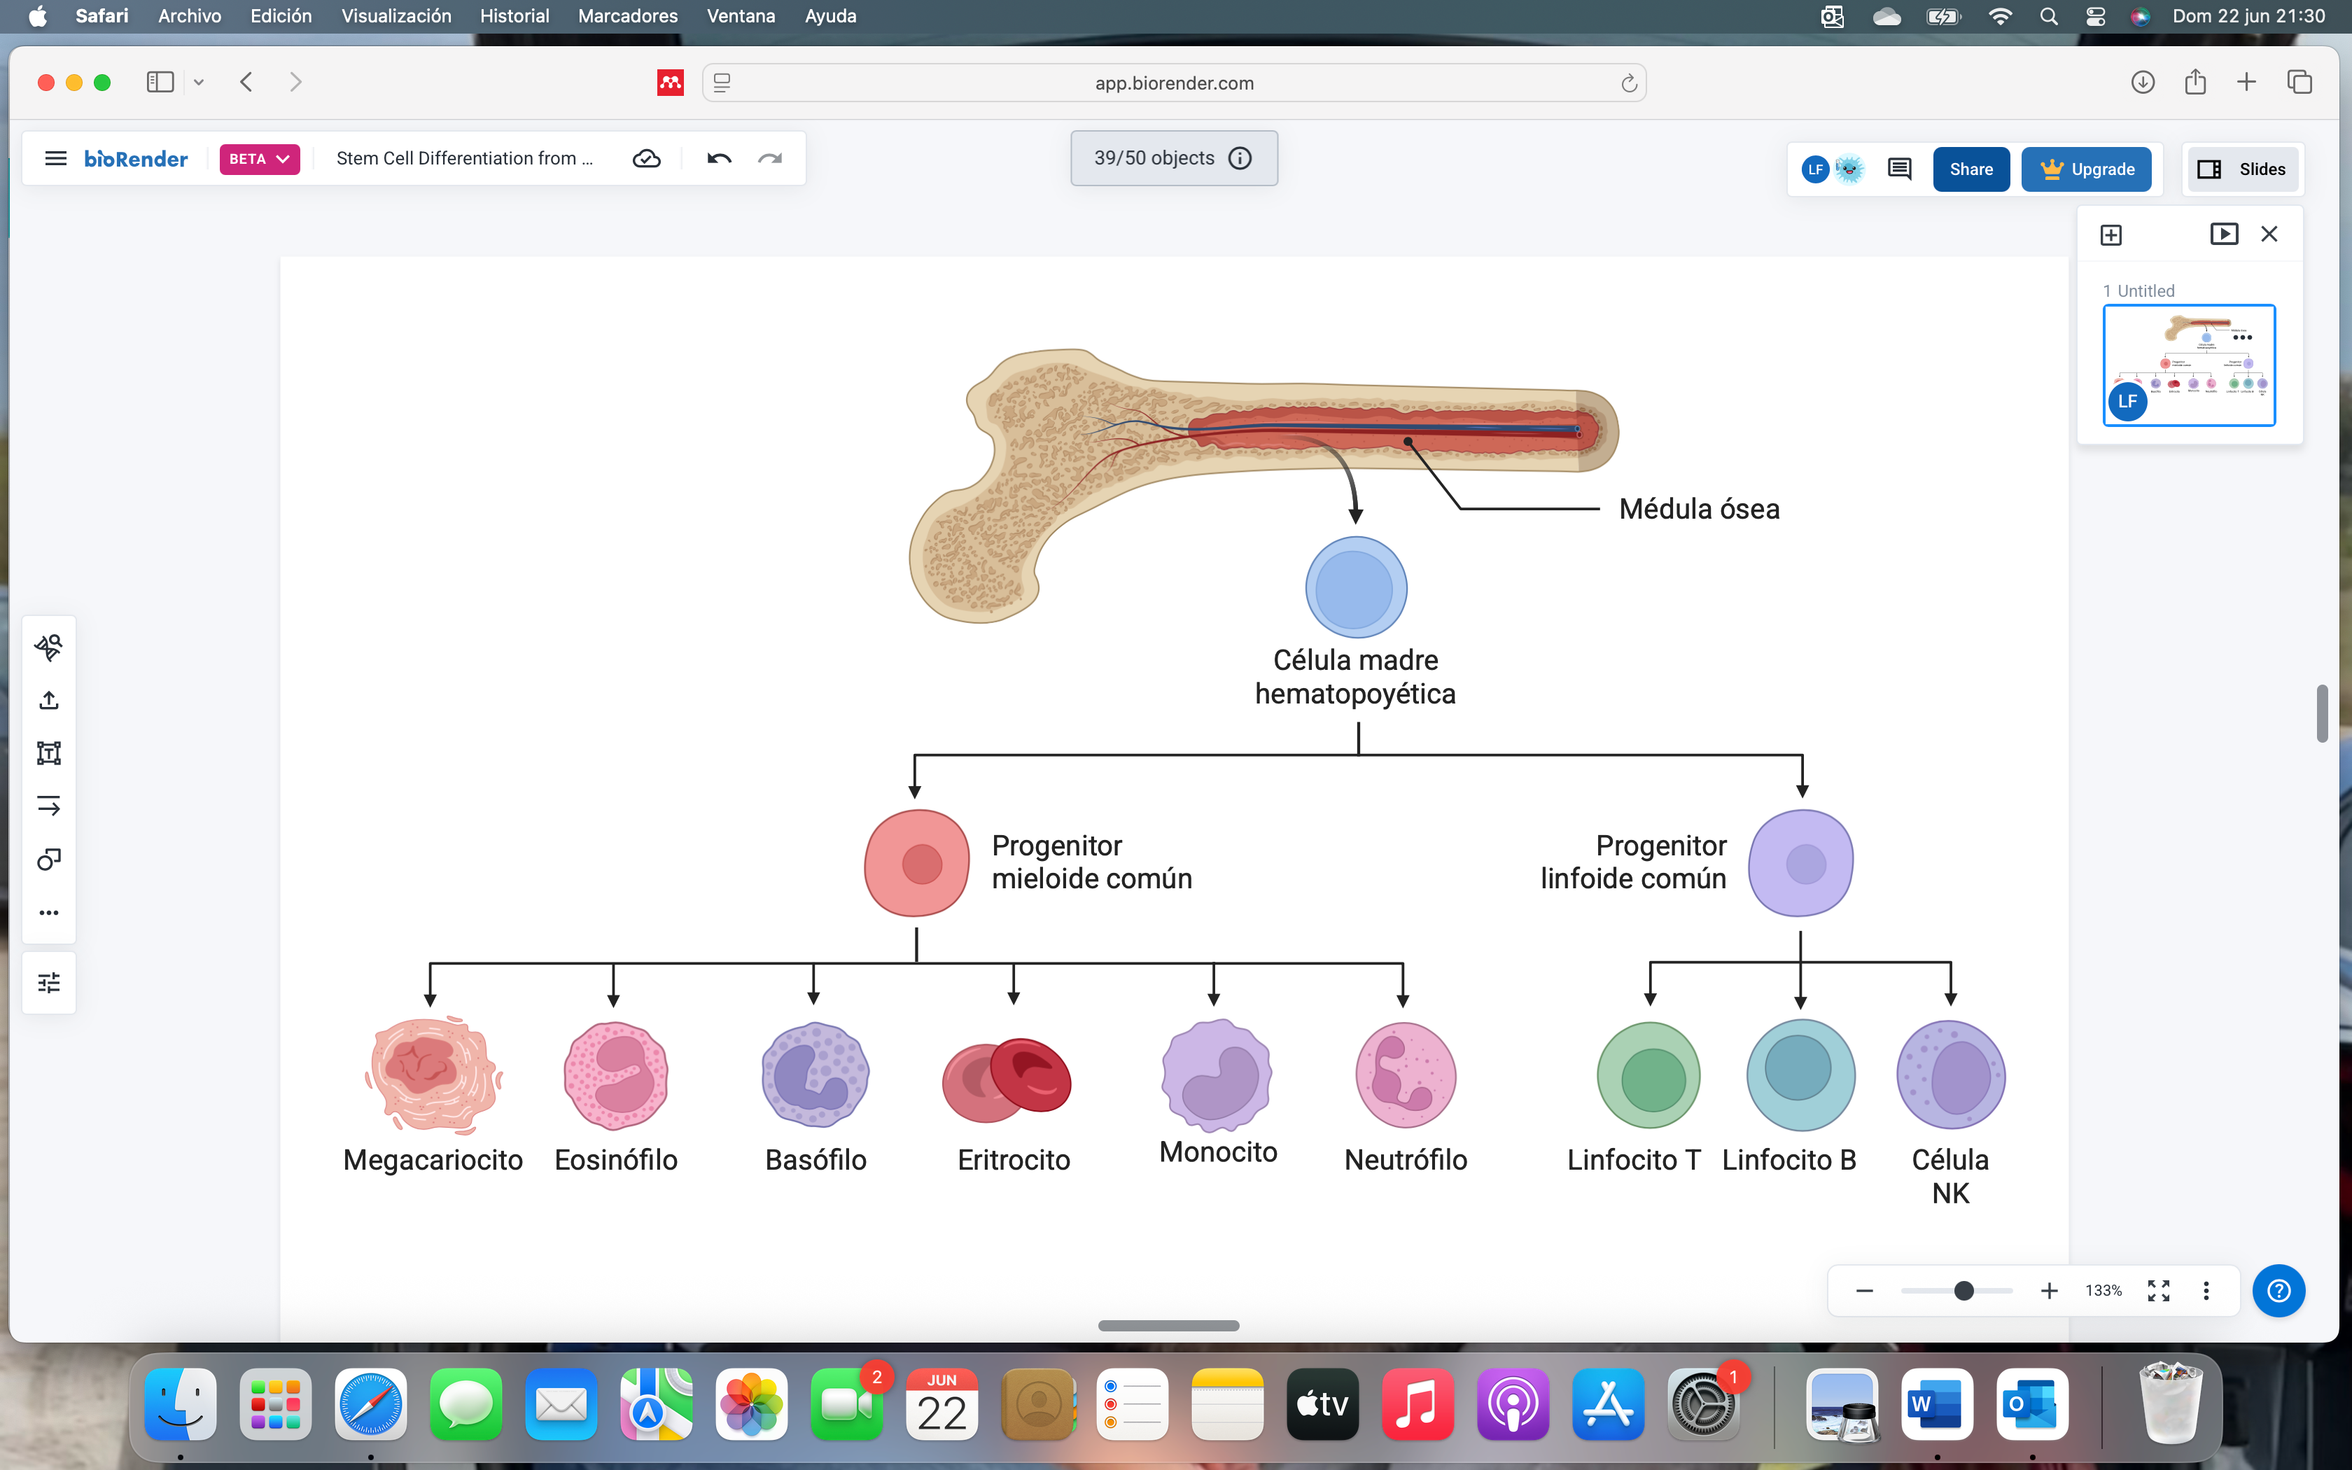 Safari Archivo Edición Visualización Historial Marcadores Ventana Ayuda Dom 22 jun 21:30
app.biorender.com
bioRender BETA Stem Cell Differentiation from ... 39/50 objects LF Share Upgrade Slides
1 Untitled
LF
Médula ósea
Célula madre
hematopoyética
Progenitor
mieloide común
Progenitor
linfoide común
Megacariocito Eosinófilo Basófilo Eritrocito Monocito Neutrófilo Linfocito T Linfocito B Célula
NK
133%
2
JUN
22
tv
1
W
O